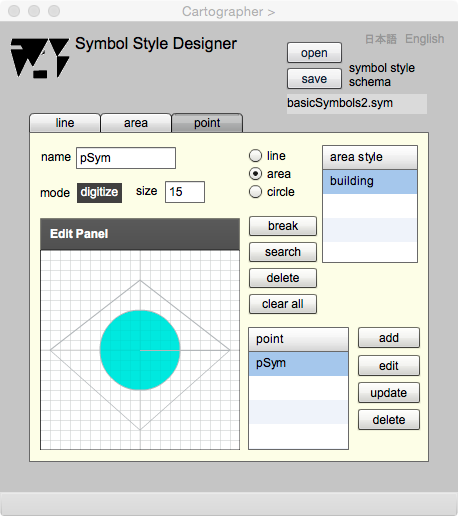 Cartographer >
Symbol Style Designer
日本語 English
open
save
symbol style
schema
basicSymbols2.sym
line area point
name pSym
mode digitize size 15
line
area
circle
area style
building
Edit Panel
break
search
delete
clear all
point
pSym
add
edit
update
delete